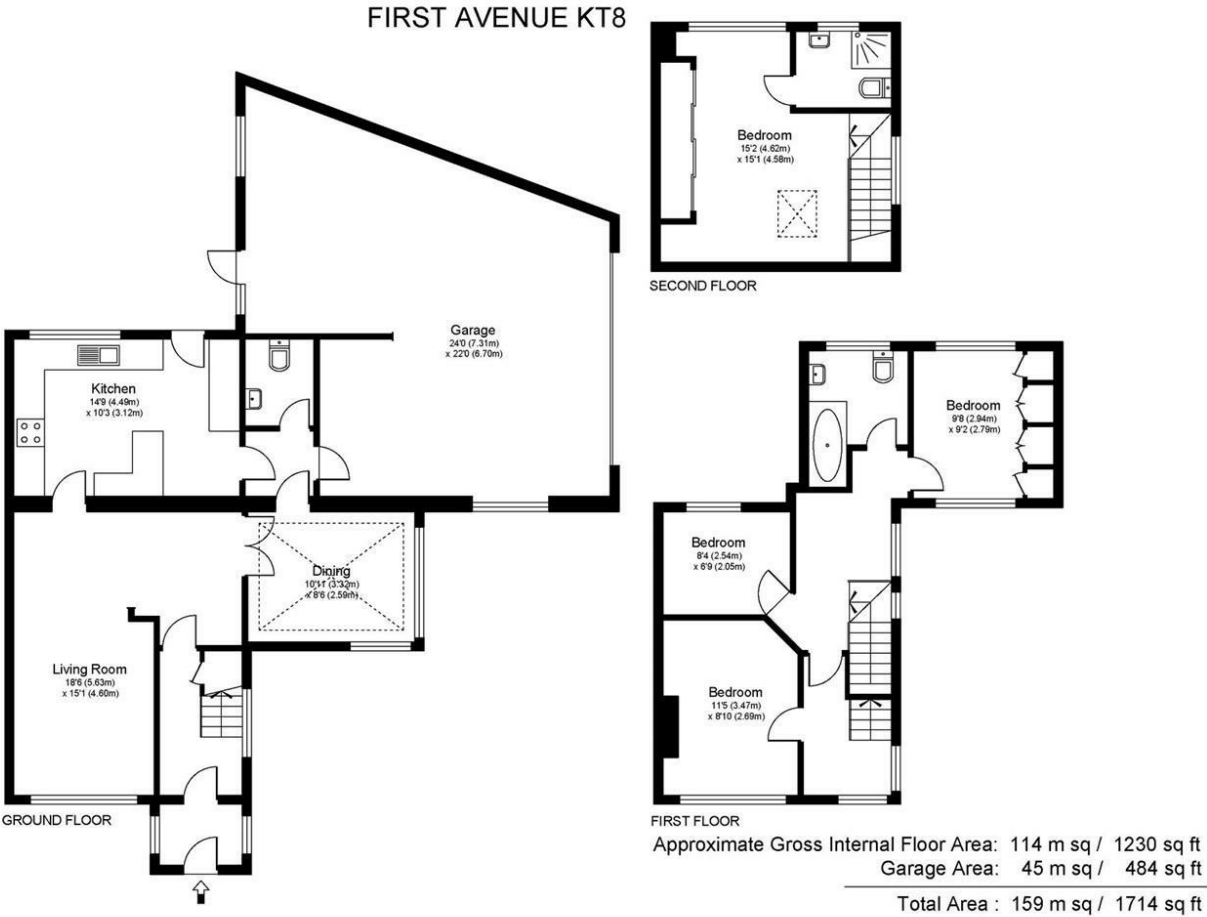 FIRST AVENUE KT8
Bedroom
15'2 (4.62m)
x 15'1 (4.58m)
SECOND FLOOR
Garage
24'0 (7.31m)
x 22'0 (6.70m)
Kitchen
14'9 (4.49m)
x 10'3 (3.12m)
Dining
10'11 (3.32m)
x 8'6 (2.59m)
Living Room
18'6 (5.63m)
x 15'1 (4.60m)
GROUND FLOOR
Bedroom
9'8 (2.94m)
x 9'2 (2.79m)
Bedroom
8'4 (2.54m)
x 6'9 (2.05m)
Bedroom
11'5 (3.47m)
x 8'10 (2.69m)
FIRST FLOOR
Approximate Gross Internal Floor Area: 114 m sq / 1230 sq ft
Garage Area: 45 m sq / 484 sq ft
Total Area : 159 m sq / 1714 sq ft